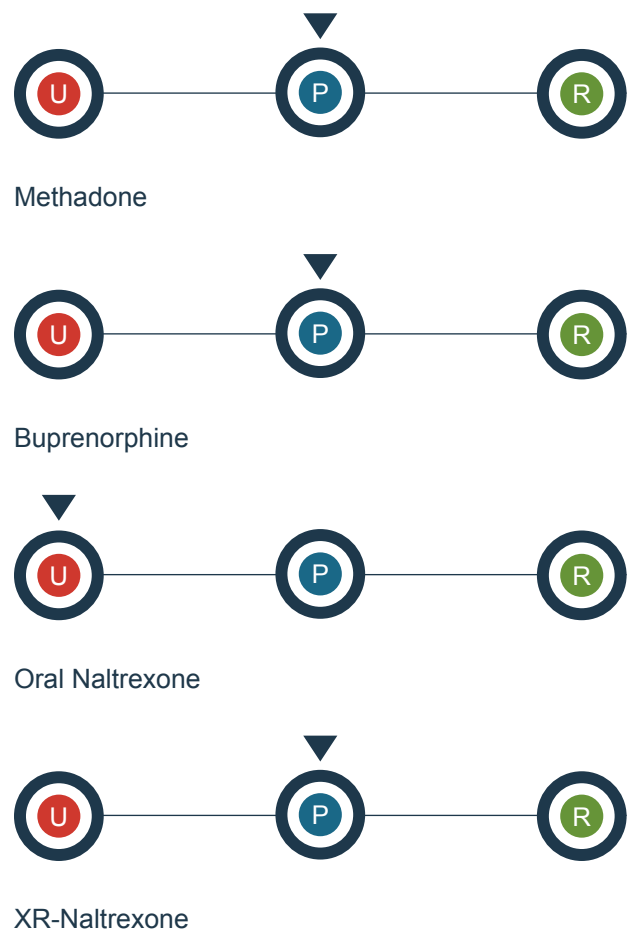 U P R
Methadone
U P R
Buprenorphine
U P R
Oral Naltrexone
U P R
XR-Naltrexone